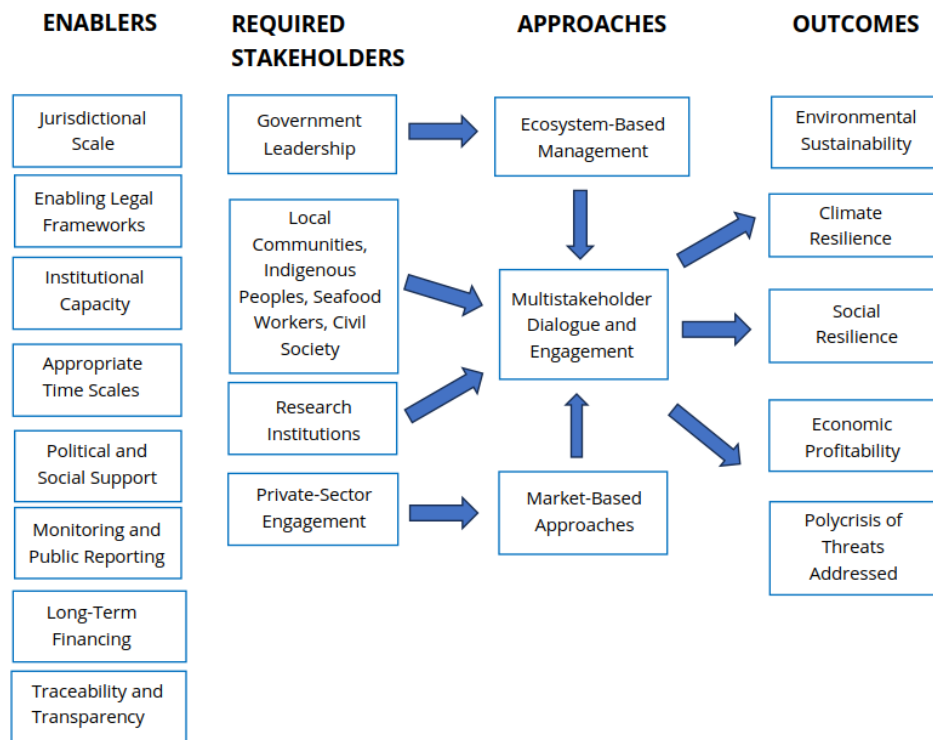 ENABLERS
REQUIRED
STAKEHOLDERS
APPROACHES
OUTCOMES
Jurisdictional
Scale
Enabling Legal
Frameworks
Institutional
Capacity
Appropriate
Time Scales
Political and
Social Support
Monitoring and
Public Reporting
Long-Term
Financing
Traceability and
Transparency
Government
Leadership
Local
Communities,
Indigenous
Peoples, Seafood
Workers, Civil
Society
Research
Institutions
Private-Sector
Engagement
Ecosystem-Based
Management
Multistakeholder
Dialogue and
Engagement
Market-Based
Approaches
Environmental
Sustainability
Climate
Resilience
Social
Resilience
Economic
Profitability
Polycrisis of
Threats
Addressed